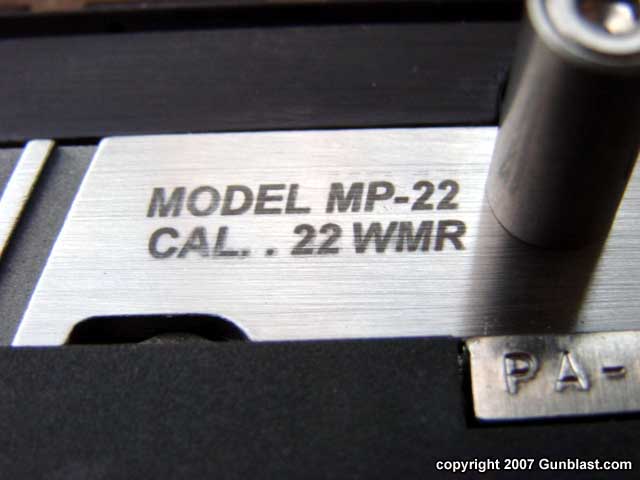 MODEL MP-22
CAL. . 22 WMR
PA-
copyright 2007 Gunblast.com